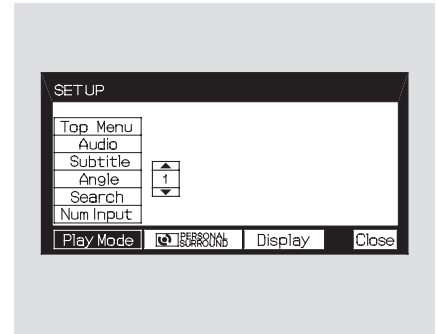 SETUP
Top Menu
Audio
Subtitle
Angle
1
Search
Num Input
Play Mode
PERSONAL
SURROUND
Display
Close